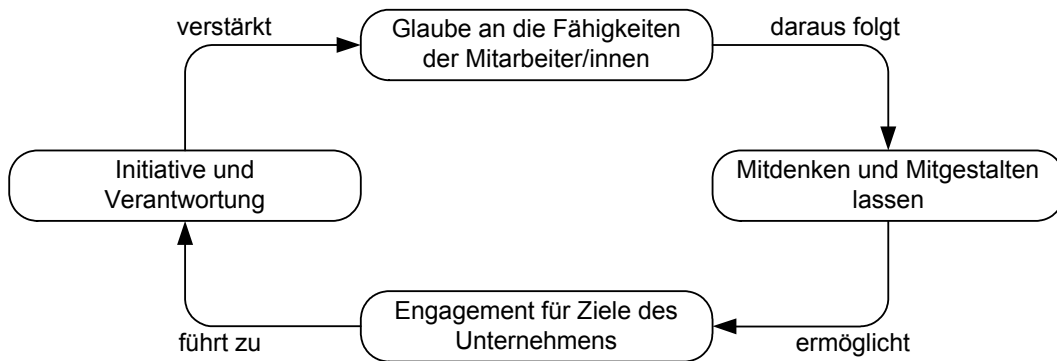 verstärkt
Glaube an die Fähigkeiten
der Mitarbeiter/innen
daraus folgt
Initiative und
Verantwortung
Mitdenken und Mitgestalten
lassen
Engagement für Ziele des
Unternehmens
führt zu
ermöglicht